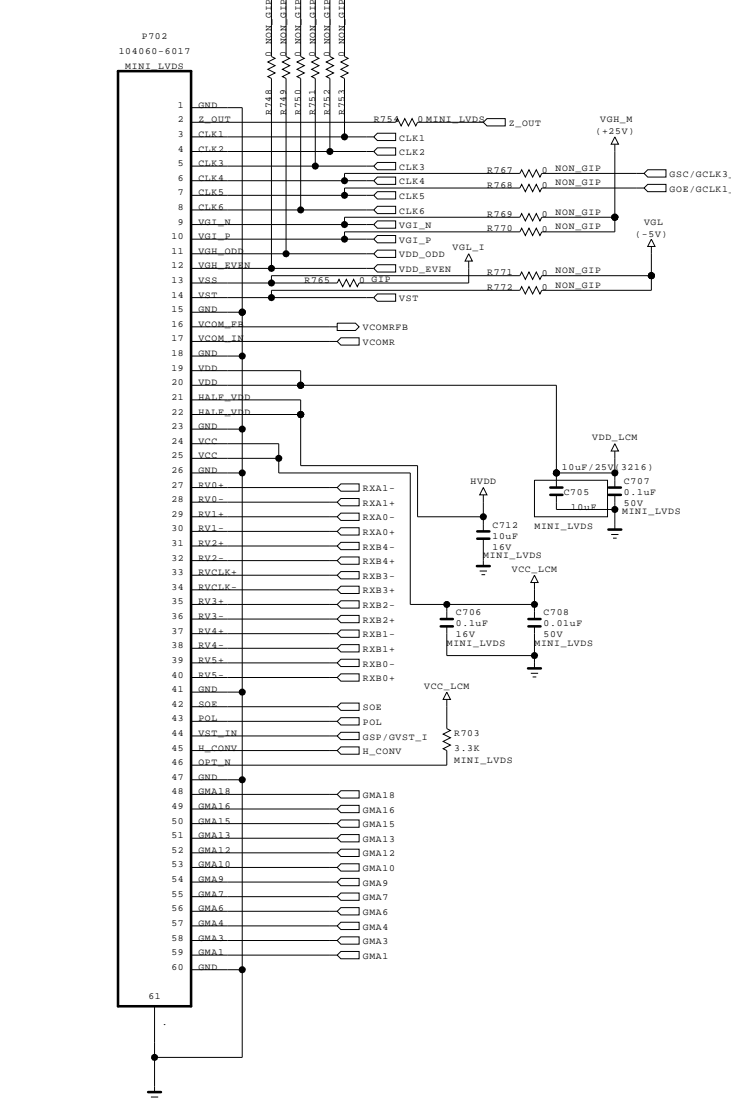 NON_GIP NON_GIP NON_GIP NON_GIP NON_GIP NON_GIP
0 0 0 0 0 0
R748 R749 R750 R751 R752 R753
P702
104060-6017
MINI_LVDS
1 GND
2 Z_OUT R754 0 MINI_LVDS Z_OUT
3 CLK1 CLK1
4 CLK2 CLK2
5 CLK3 CLK3
6 CLK4 CLK4
7 CLK5 CLK5
8 CLK6 CLK6
9 VGI_N VGI_N
10 VGI_P VGI_P
11 VGH_ODD VDD_ODD
12 VGH_EVEN VDD_EVEN
13 VSS R765 0 GIP
14 VST VST
15 GND
16 VCOM_FB VCOMRFB
17 VCOM_IN VCOMR
18 GND
19 VDD
20 VDD
21 HALF_VDD
22 HALF_VDD
23 GND
24 VCC
25 VCC
26 GND
27 RV0+ RXA1-
28 RV0- RXA1+
29 RV1+ RXA0-
30 RV1- RXA0+
31 RV2+ RXB4-
32 RV2- RXB4+
33 RVCLK+ RXB3-
34 RVCLK- RXB3+
35 RV3+ RXB2-
36 RV3- RXB2+
37 RV4+ RXB1-
38 RV4- RXB1+
39 RV5+ RXB0-
40 RV5- RXB0+
41 GND
42 SOE SOE
43 POL POL
44 VST_IN GSP/GVST_I
45 H_CONV H_CONV
46 OPT_N
47 GND
48 GMA18 GMA18
49 GMA16 GMA16
50 GMA15 GMA15
51 GMA13 GMA13
52 GMA12 GMA12
53 GMA10 GMA10
54 GMA9 GMA9
55 GMA7 GMA7
56 GMA6 GMA6
57 GMA4 GMA4
58 GMA3 GMA3
59 GMA1 GMA1
60 GND
61
VGH_M
(+25V)
R767 0 NON_GIP GSC/GCLK3_
R768 0 NON_GIP GOE/GCLK1_
R769 0 NON_GIP
R770 0 NON_GIP
VGL
(-5V)
VGL_I
R771 0 NON_GIP
R772 0 NON_GIP
VDD_LCM
10uF/25V(3216)
C705
10uF
MINI_LVDS
C707
0.1uF
50V
MINI_LVDS
HVDD
C712
10uF
16V
MINI_LVDS
VCC_LCM
C706
0.1uF
16V
MINI_LVDS
C708
0.01uF
50V
MINI_LVDS
VCC_LCM
R703
3.3K
MINI_LVDS